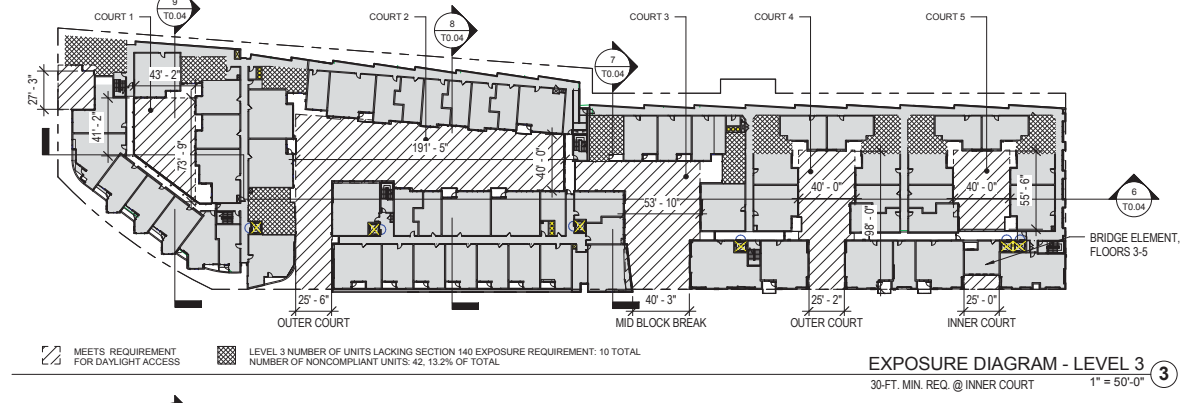 9
T0.04
COURT 1
COURT 2
8
T0.04
COURT 3
7
T0.04
COURT 4
COURT 5
27' - 3"
43' - 2"
41' - 2"
73' - 9"
191' - 5"
40' - 0"
53' - 10"
40' - 0"
98' - 0"
40' - 0"
55' - 6"
6
T0.04
BRIDGE ELEMENT,
FLOORS 3-5
25' - 6"
OUTER COURT
40' - 3"
MID BLOCK BREAK
25' - 2"
OUTER COURT
25' - 0"
INNER COURT
MEETS REQUIREMENT
FOR DAYLIGHT ACCESS
LEVEL 3 NUMBER OF UNITS LACKING SECTION 140 EXPOSURE REQUIREMENT: 10 TOTAL
NUMBER OF NONCOMPLIANT UNITS: 42, 13.2% OF TOTAL
EXPOSURE DIAGRAM - LEVEL 3
3
30-FT. MIN. REQ. @ INNER COURT
1" = 50'-0"